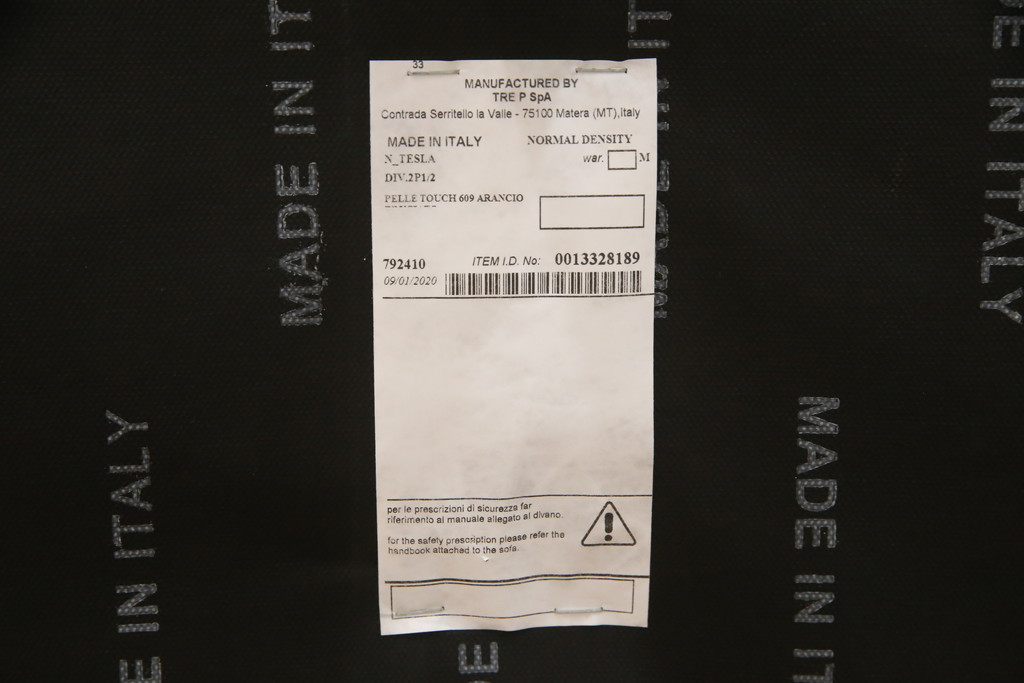 33
MANUFACTURED BY
TRE P SpA
Contrada Serritello la Valle - 75100 Matera (MT),Italy
MADE IN ITALY NORMAL DENSITY
N_TESLA war. M
DIV.2P1/2
PELLE TOUCH 609 ARANCIO
792410 ITEM I.D. No: 0013328189
09/01/2020
per le prescrizioni di sicurezza far
riferimento al manuale allegato al divano.
for the safety prescription please refer the
handbook attached to the sofa.
MADE IN IT
E IN ITALY
E IN ITALY
MADE IN IT
IT
E